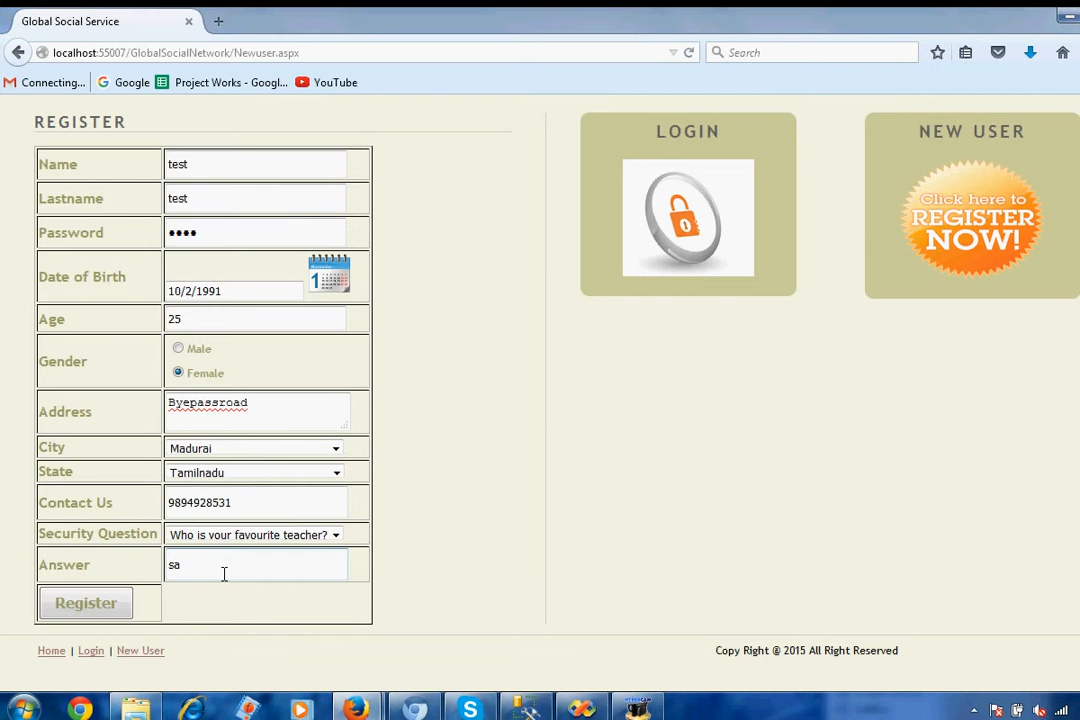 Global Social Service
localhost:55007/GlobalSocialNetwork/Newuser.aspx
Search
Connecting...
Google
Project Works - Googl...
YouTube
REGISTER
LOGIN
NEW USER
Name
test
Lastname
test
Password
••••
Date of Birth
10/2/1991
1
Age
25
Gender
Male
Female
Address
Byepassroad
City
Madurai
State
Tamilnadu
Contact Us
9894928531
Security Question
Who is your favourite teacher?
Answer
sa
Register
Click here to
REGISTER
NOW!
Home | Login | New User
Copy Right @ 2015 All Right Reserved